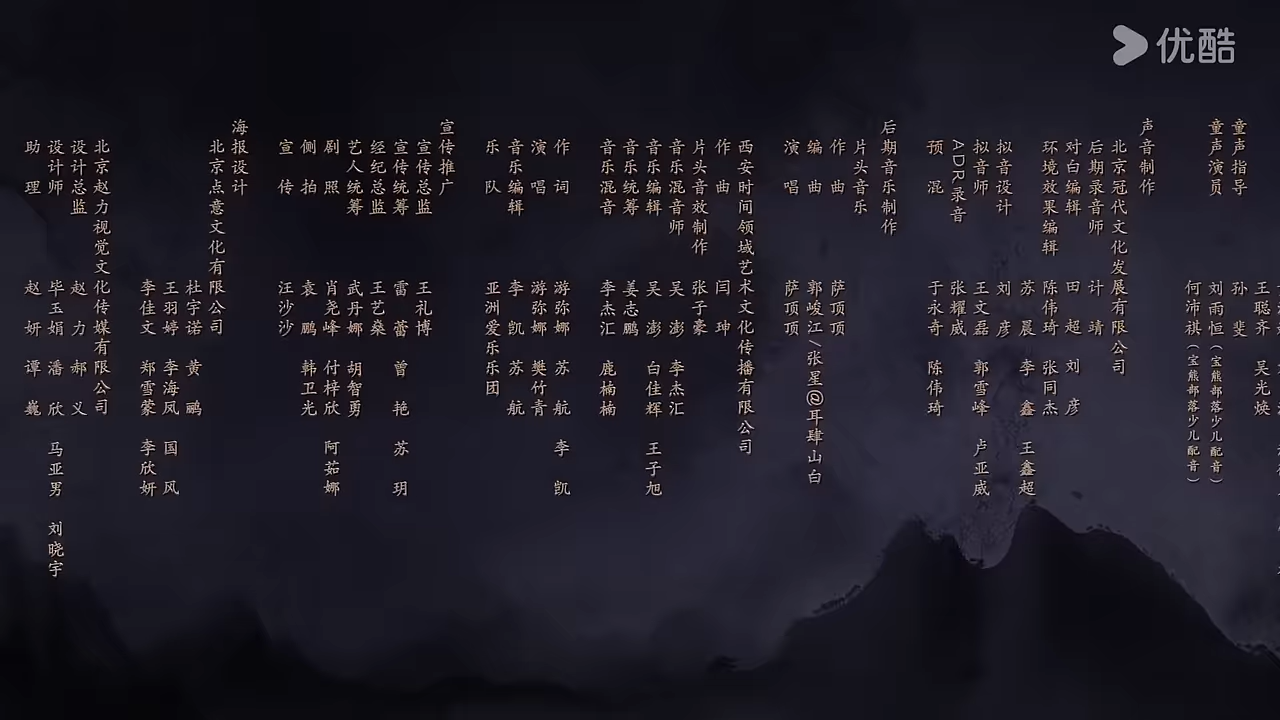 优酷
王聪齐 吴光焕
童声指导 孙斐
童声演员 刘雨恒（宝熊部落少儿配音）
何沛祺（宝熊部落少儿配音）
声音制作
北京冠代文化发展有限公司
后期录音师 计靖
对白编辑 田超 刘彦
环境效果编辑 陈伟琦 张同杰
苏晨 李鑫 王鑫超
拟音设计 刘彦
拟音师 王文磊 郭雪峰 卢亚威
ADR录音 张耀威
预混 于永奇 陈伟琦
后期音乐制作
片头音乐
作曲 萨顶顶
编曲 郭峻江/张星@耳肆山白
演唱 萨顶顶
西安时间领域艺术文化传播有限公司
作曲 闫珅
片头音效制作 张子豪
音乐混音师 吴澎 李杰汇
音乐编辑 吴澎 白佳辉 王子旭
音乐统筹 姜志鹏
音乐混音 李杰汇 鹿楠楠
作词 游弥娜 苏航 李凯
演唱 游弥娜 樊竹青
音乐编辑 李凯 苏航
乐队 亚洲爱乐乐团
宣传推广
宣传总监 王礼博
宣传统筹 雷蕾 曾艳 苏玥
经纪总监 王艺燊
艺人统筹 武丹娜 胡智勇
剧照 肖尧峰 付梓欣 阿茹娜
侧拍 袁鹏 韩卫光
宣传 汪沙沙
海报设计
北京点意文化有限公司
杜宇诺 黄鹂
王羽婷 李海风 国风
李佳文 郑雪蒙 李欣妍
北京赵力视觉文化传媒有限公司
设计总监 赵力 郝义
设计师 毕玉娟 潘欣 马亚男 刘晓宇
助理 赵妍 谭巍